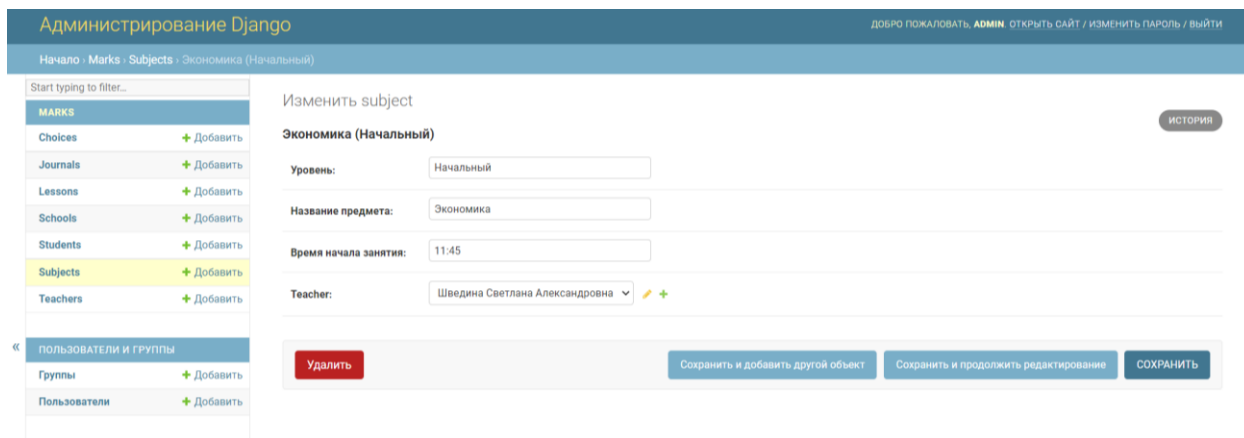 Администрирование Django
ДОБРО ПОЖАЛОВАТЬ, ADMIN. ОТКРЫТЬ САЙТ / ИЗМЕНИТЬ ПАРОЛЬ / ВЫЙТИ
Начало › Marks › Subjects › Экономика (Начальный)
Start typing to filter...
MARKS
Choices + Добавить
Journals + Добавить
Lessons + Добавить
Schools + Добавить
Students + Добавить
Subjects + Добавить
Teachers + Добавить
«
ПОЛЬЗОВАТЕЛИ И ГРУППЫ
Группы + Добавить
Пользователи + Добавить
Изменить subject
ИСТОРИЯ
Экономика (Начальный)
Уровень: Начальный
Название предмета: Экономика
Время начала занятия: 11:45
Teacher: Шведина Светлана Александровна
Удалить
Сохранить и добавить другой объект
Сохранить и продолжить редактирование
СОХРАНИТЬ